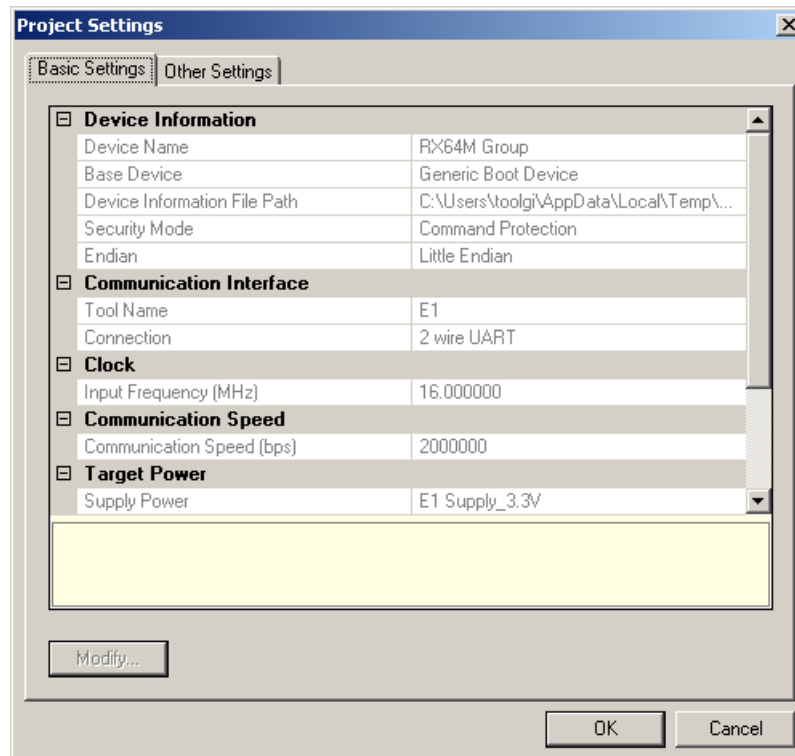 Project Settings
Basic Settings Other Settings
Device Information
Device Name RX64M Group
Base Device Generic Boot Device
Device Information File Path C:\Users\toolgi\AppData\Local\Temp\...
Security Mode Command Protection
Endian Little Endian
Communication Interface
Tool Name E1
Connection 2 wire UART
Clock
Input Frequency (MHz) 16.000000
Communication Speed
Communication Speed (bps) 2000000
Target Power
Supply Power E1 Supply_3.3V
Modify...
OK Cancel